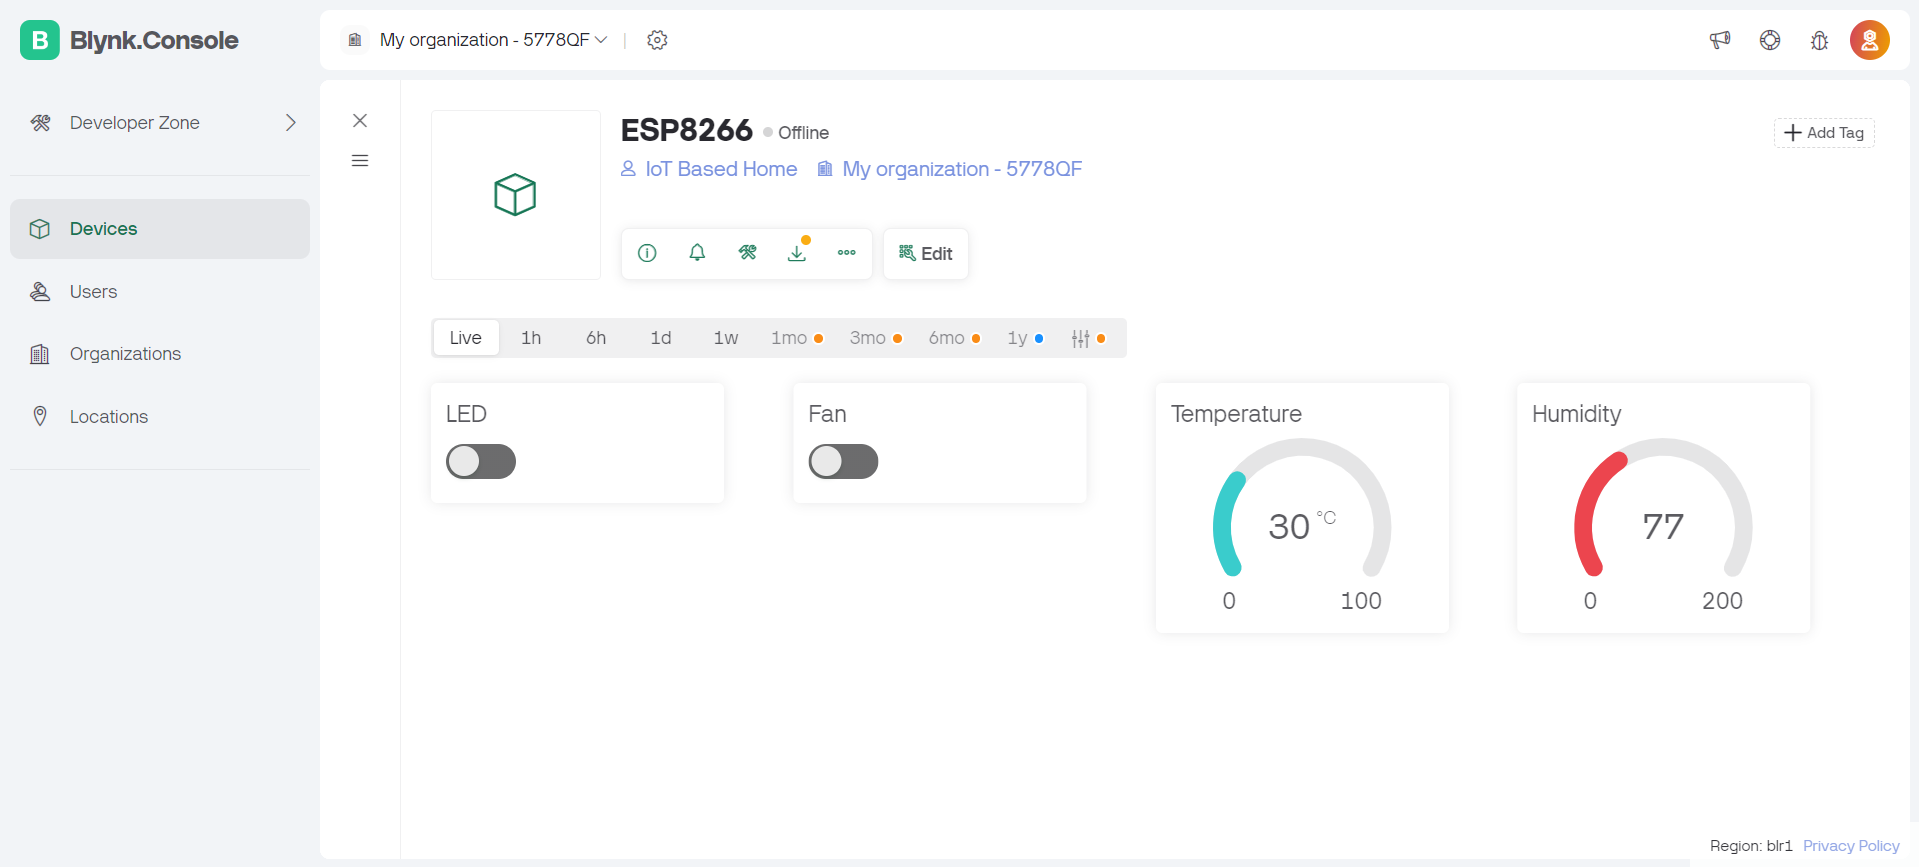 B Blynk.Console
My organization - 5778QF
Developer Zone
Devices
Users
Organizations
Locations
ESP8266 Offline
IoT Based Home My organization - 5778QF
Add Tag
Edit
Live 1h 6h 1d 1w 1mo 3mo 6mo 1y
LED
Fan
Temperature
30 °C
0 100
Humidity
77
0 200
Region: blr1 Privacy Policy